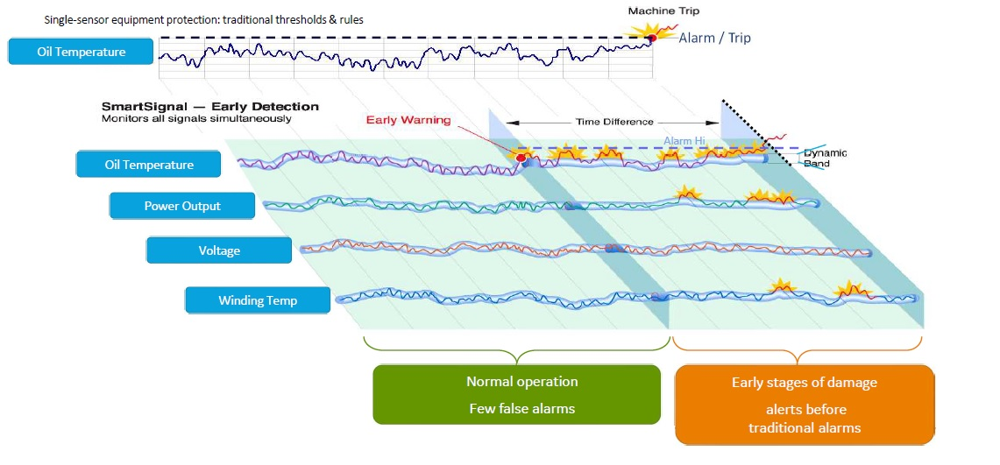 Single-sensor equipment protection: traditional thresholds & rules
Machine Trip
Oil Temperature
Alarm / Trip
SmartSignal — Early Detection
Monitors all signals simultaneously
Early Warning
Time Difference
Alarm Hi
Oil Temperature
Dynamic
Band
Power Output
Voltage
Winding Temp
Normal operation
Few false alarms
Early stages of damage
alerts before
traditional alarms